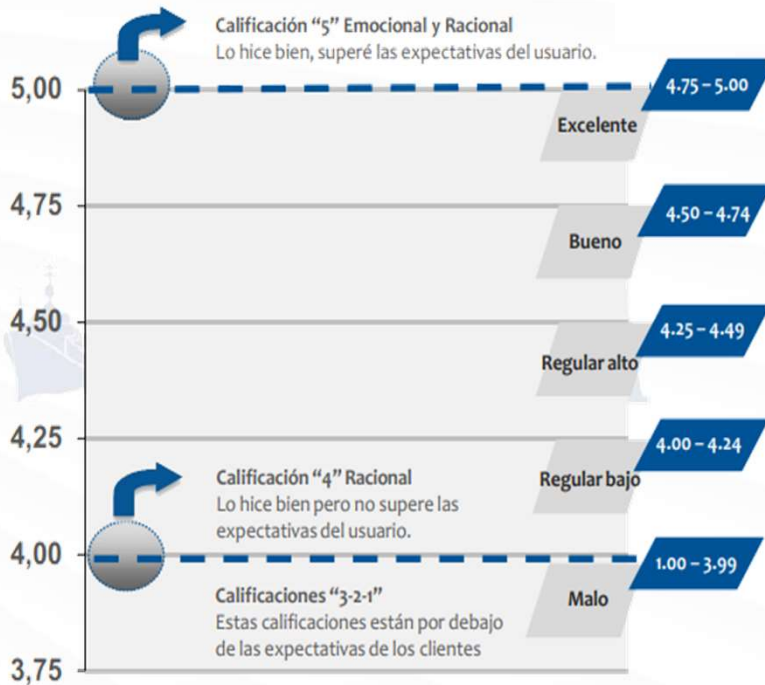 Calificación “5” Emocional y Racional
Lo hice bien, superé las expectativas del usuario.
5,00
4.75 – 5.00
Excelente
4,75
4.50 – 4.74
Bueno
4,50
4.25 – 4.49
Regular alto
4,25
4.00 – 4.24
Calificación “4” Racional
Regular bajo
Lo hice bien pero no supere las
expectativas del usuario.
4,00
1.00 – 3.99
Calificaciones “3-2-1”
Malo
Estas calificaciones están por debajo
de las expectativas de los clientes
3,75